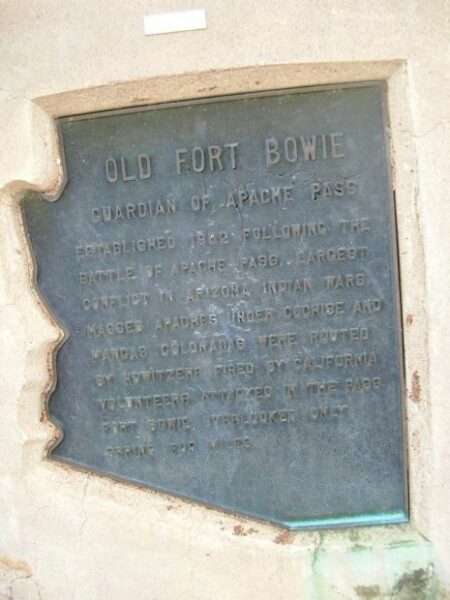 OLD FORT BOWIE
GUARDIAN OF APACHE PASS
ESTABLISHED 1862 FOLLOWING THE
BATTLE OF APACHE PASS, LARGEST
CONFLICT IN ARIZONA INDIAN WARS
MASSED APACHES UNDER COCHISE AND
MANGAS COLORADAS WERE ROUTED
BY HOWITZERS FIRED BY CALIFORNIA
VOLUNTEERS ATTACKED IN THE PASS
FORT BOWIE OVERLOOKED ONLY
SPRING FOR MILES